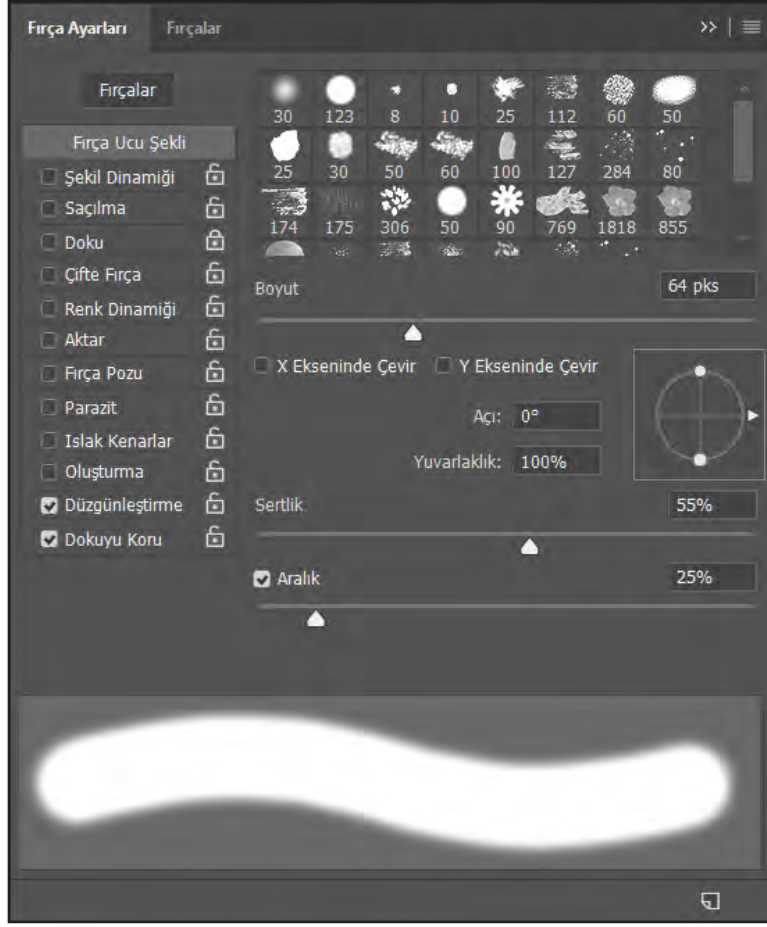 Fırça Ayarları Fırçalar
Fırçalar
30 123 8 10 25 112 60 50
Fırça Ucu Şekli
25 30 50 60 100 127 284 80
Şekil Dinamiği
Saçılma
174 175 306 50 90 769 1818 855
Doku
Çifte Fırça
Boyut 64 pks
Renk Dinamiği
Aktar
X Ekseninde Çevir Y Ekseninde Çevir
Fırça Pozu
Parazit
Açı: 0°
Islak Kenarlar
Yuvarlaklık: 100%
Oluşturma
Düzgünleştirme
Sertlik 55%
Dokuyu Koru
Aralık 25%